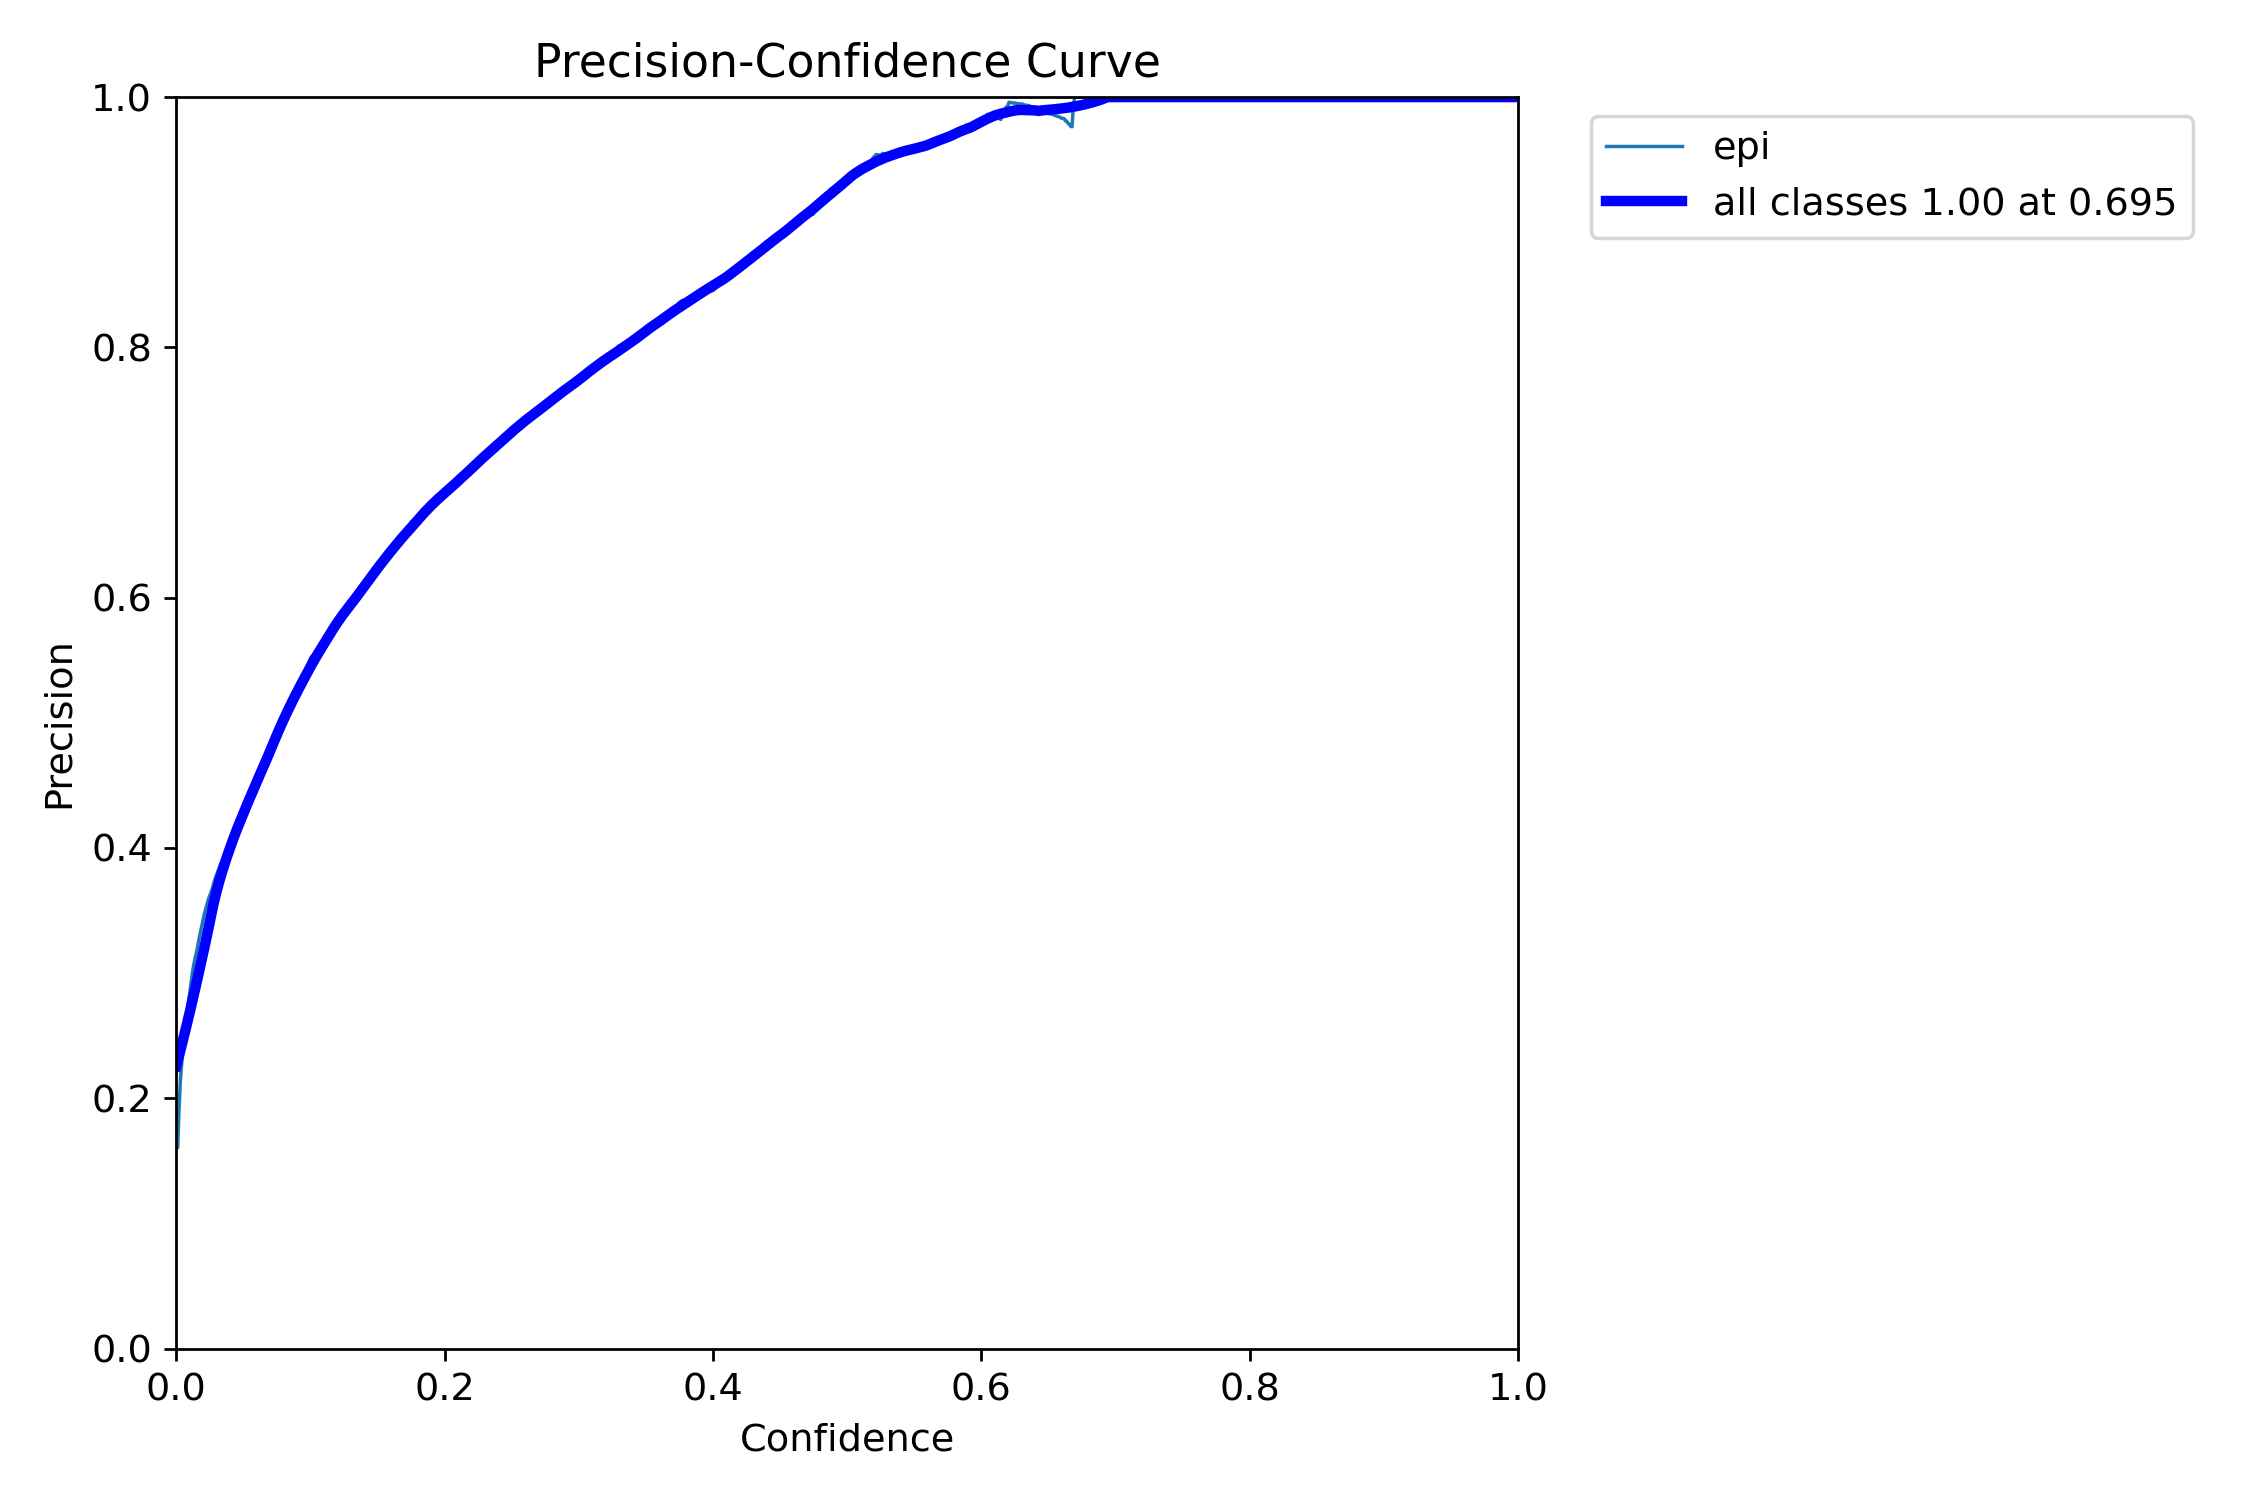 Precision-Confidence Curve
1.0
0.8
0.6
0.4
0.2
0.0
Precision
0.0 0.2 0.4 0.6 0.8 1.0
Confidence
epi
all classes 1.00 at 0.695